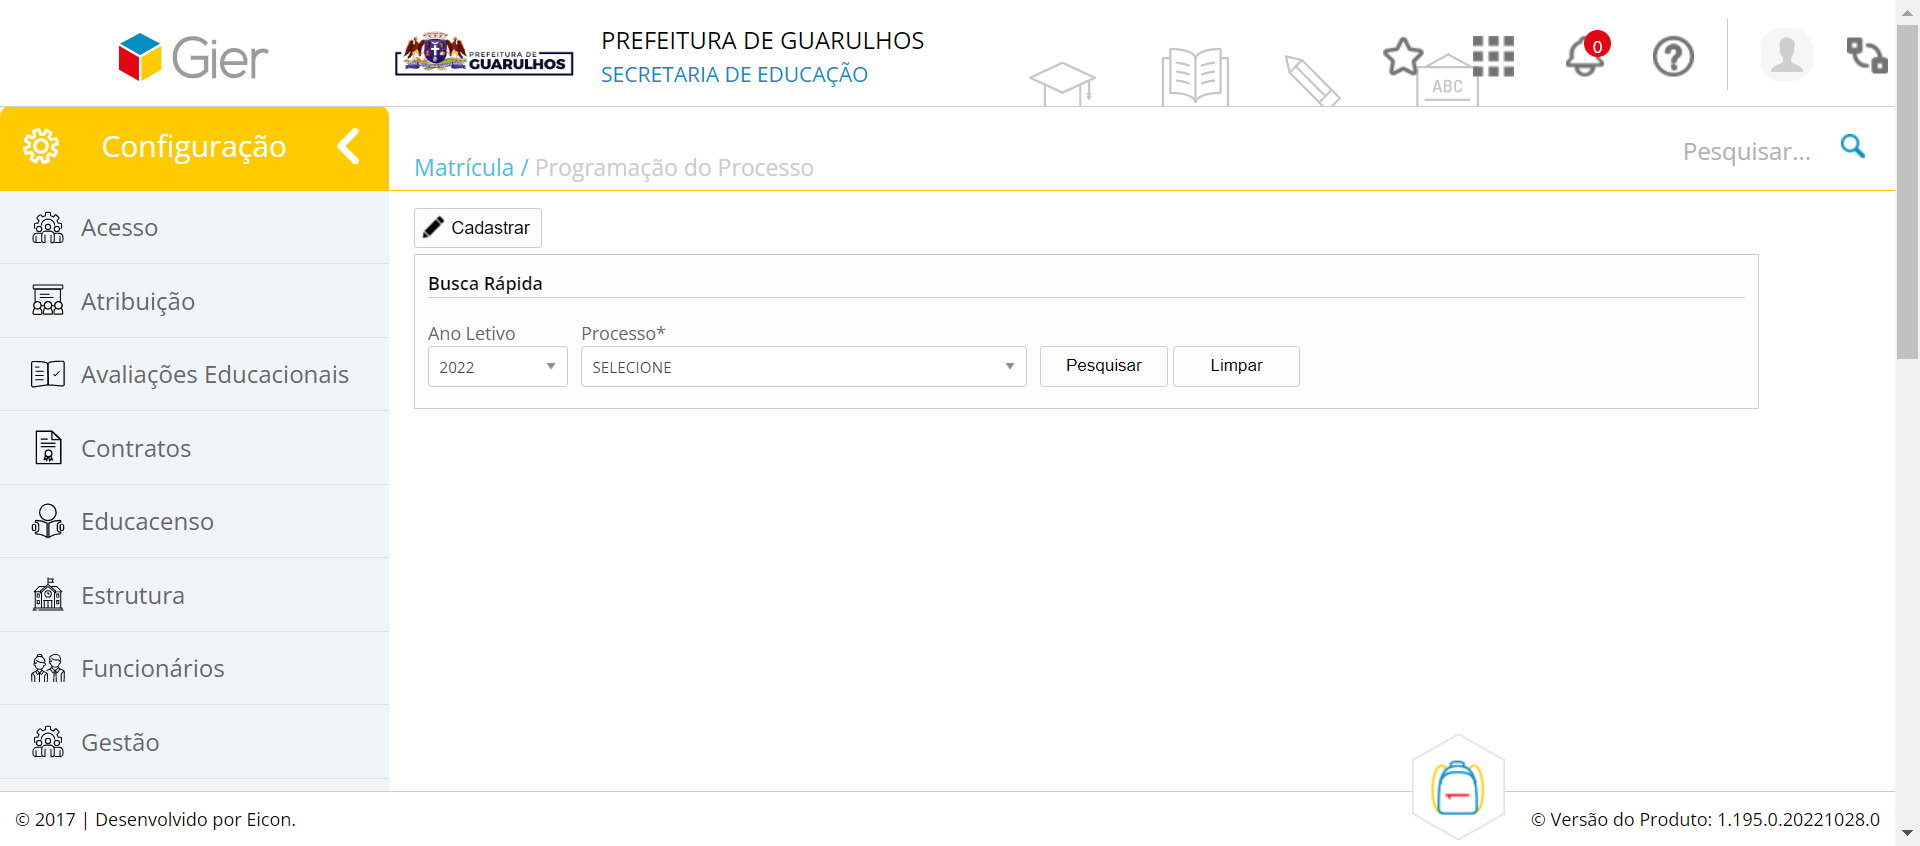 Gier
PREFEITURA DE
GUARULHOS
PREFEITURA DE GUARULHOS
SECRETARIA DE EDUCAÇÃO
ABC
0
Configuração
Matrícula / Programação do Processo
Pesquisar...
Acesso
Atribuição
Avaliações Educacionais
Contratos
Educacenso
Estrutura
Funcionários
Gestão
Cadastrar
Busca Rápida
Ano Letivo
Processo*
2022
SELECIONE
Pesquisar
Limpar
© 2017 | Desenvolvido por Eicon.
© Versão do Produto: 1.195.0.20221028.0